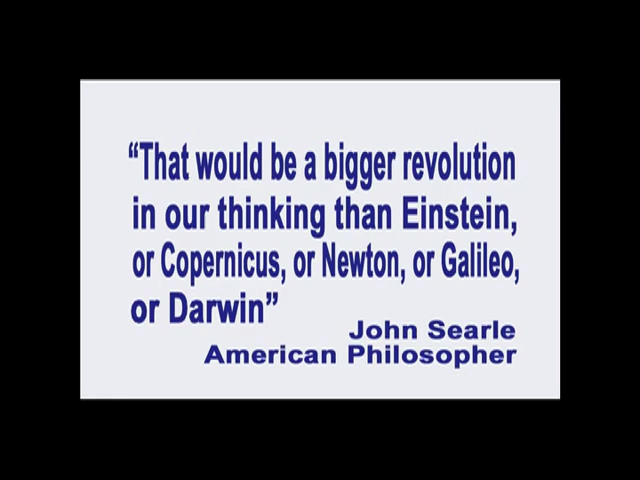 “That would be a bigger revolution
in our thinking than Einstein,
or Copernicus, or Newton, or Galileo,
or Darwin”
John Searle
American Philosopher